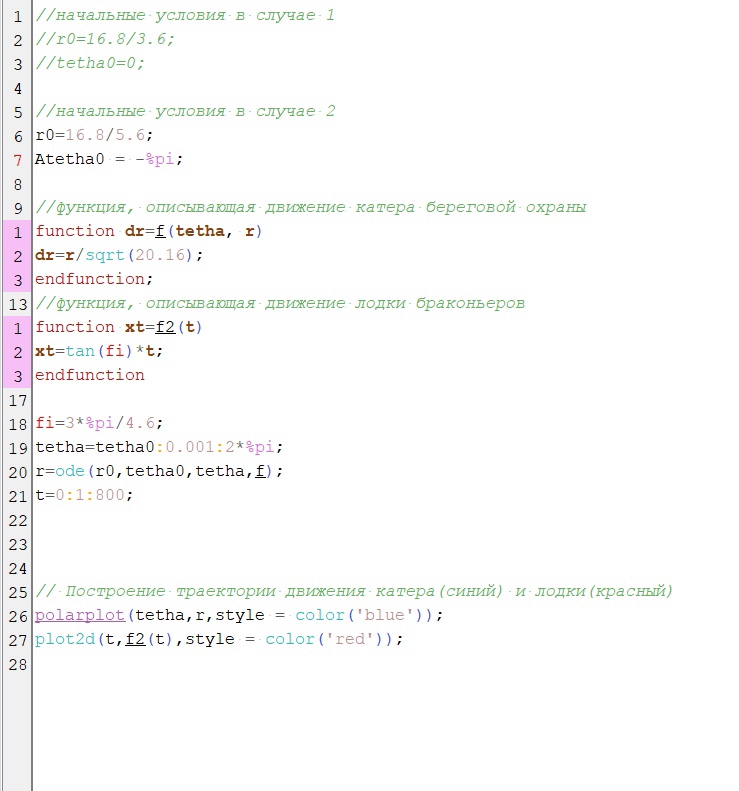 1 //начальные условия в случае 1
2 //r0=16.8/3.6;
3 //tetha0=0;
4
5 //начальные условия в случае 2
6 r0=16.8/5.6;
7 Atetha0 = -%pi;
8
9 //функция, описывающая движение катера береговой охраны
1 function dr=f(tetha, r)
2 dr=r/sqrt(20.16);
3 endfunction;
13 //функция, описывающая движение лодки браконьеров
1 function xt=f2(t)
2 xt=tan(fi)*t;
3 endfunction
17
18 fi=3*%pi/4.6;
19 tetha=tetha0:0.001:2*%pi;
20 r=ode(r0,tetha0,tetha,f);
21 t=0:1:800;
22
23
24
25 // Построение траектории движения катера(синий) и лодки(красный)
26 polarplot(tetha,r,style = color('blue'));
27 plot2d(t,f2(t),style = color('red'));
28